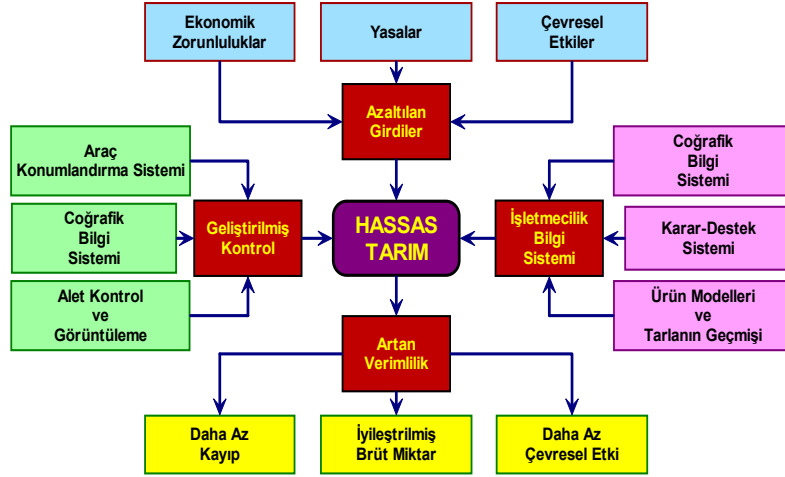 Ekonomik
Zorunluluklar
Yasalar
Çevresel
Etkiler
Azaltılan
Girdiler
Araç
Konumlandırma Sistemi
Coğrafik
Bilgi
Sistemi
Alet Kontrol
ve
Görüntüleme
Geliştirilmiş
Kontrol
HASSAS
TARIM
İşletmecilik
Bilgi
Sistemi
Coğrafik
Bilgi
Sistemi
Karar-Destek
Sistemi
Ürün Modelleri
ve
Tarlanın Geçmişi
Artan
Verimlilik
Daha Az
Kayıp
İyileştrilmiş
Brüt Miktar
Daha Az
Çevresel Etki